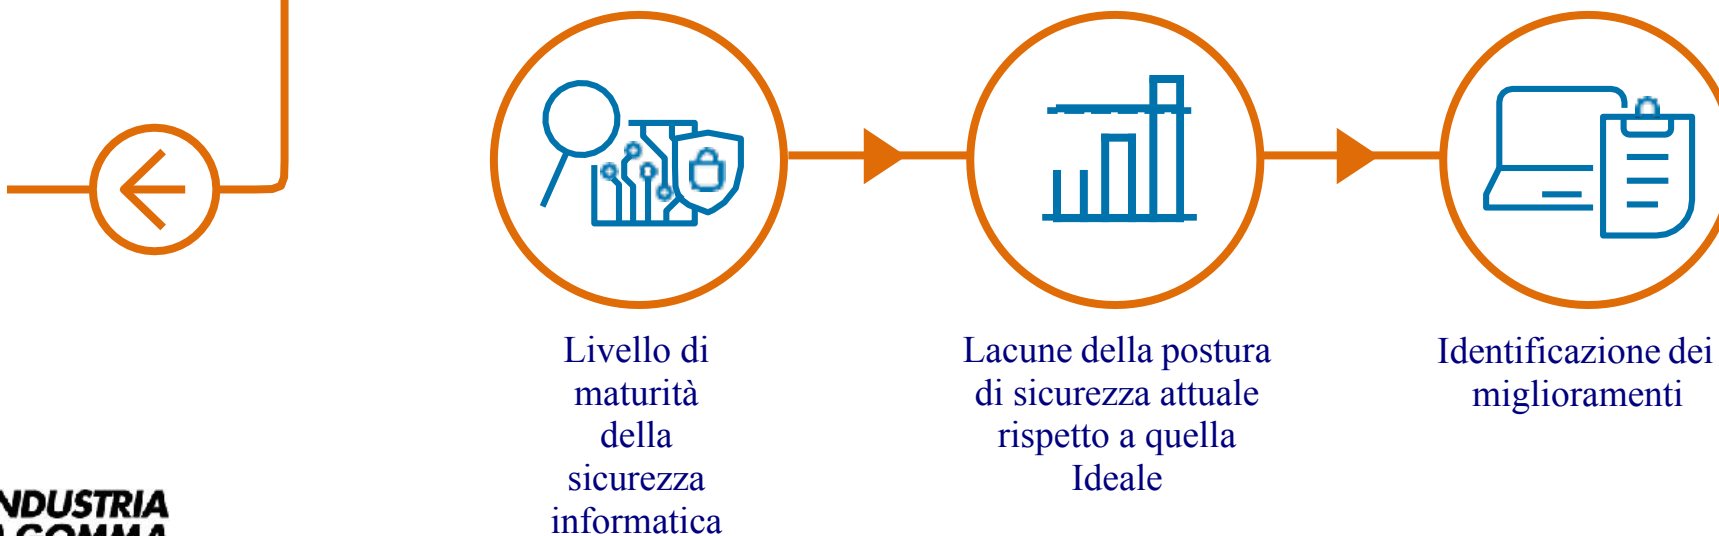 Livello di
maturità
della
sicurezza
informatica
Lacune della postura
di sicurezza attuale
rispetto a quella
Ideale
Identificazione dei
miglioramenti
NDUSTRIA
GOMMA